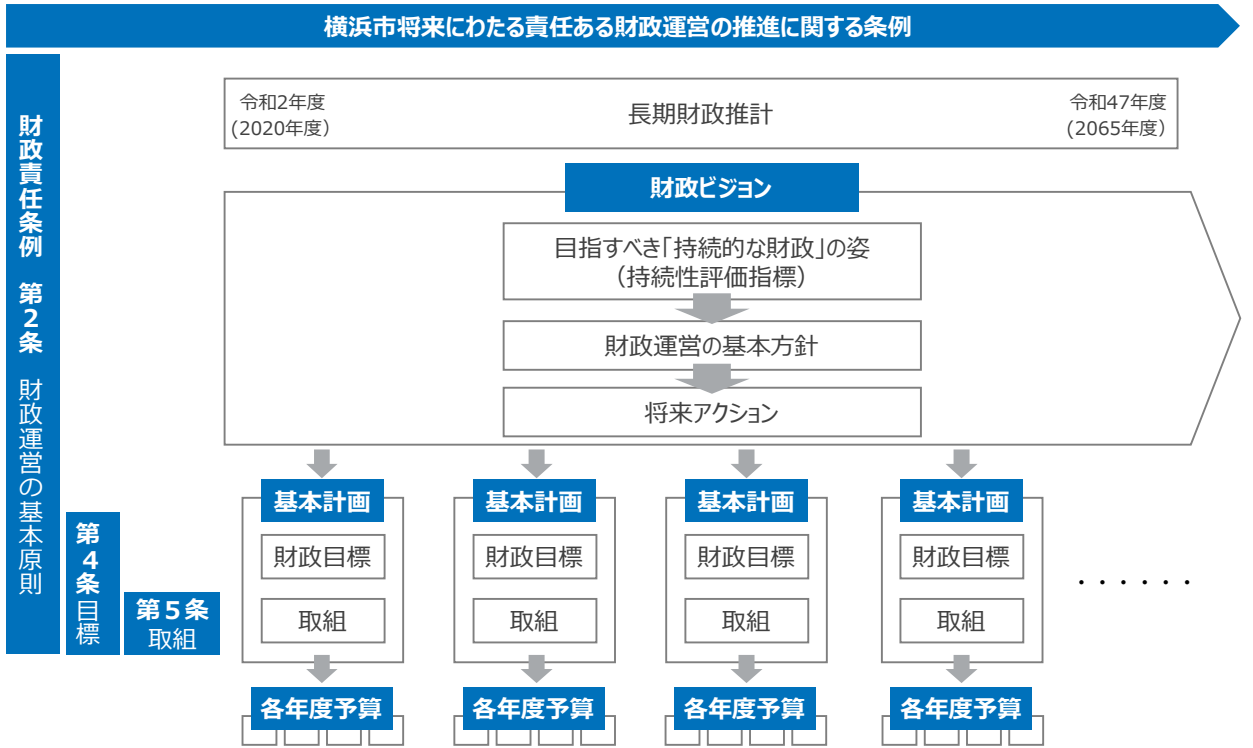 横浜市将来にわたる責任ある財政運営の推進に関する条例
財政責任条例 第2条 財政運営の基本原則
第4条 目標
第5条
取組
令和2年度
(2020年度)
長期財政推計
令和47年度
(2065年度)
財政ビジョン
目指すべき「持続的な財政」の姿
(持続性評価指標)
財政運営の基本方針
将来アクション
基本計画
財政目標
取組
各年度予算
基本計画
財政目標
取組
各年度予算
基本計画
財政目標
取組
各年度予算
基本計画
財政目標
取組
各年度予算
・・・・・・